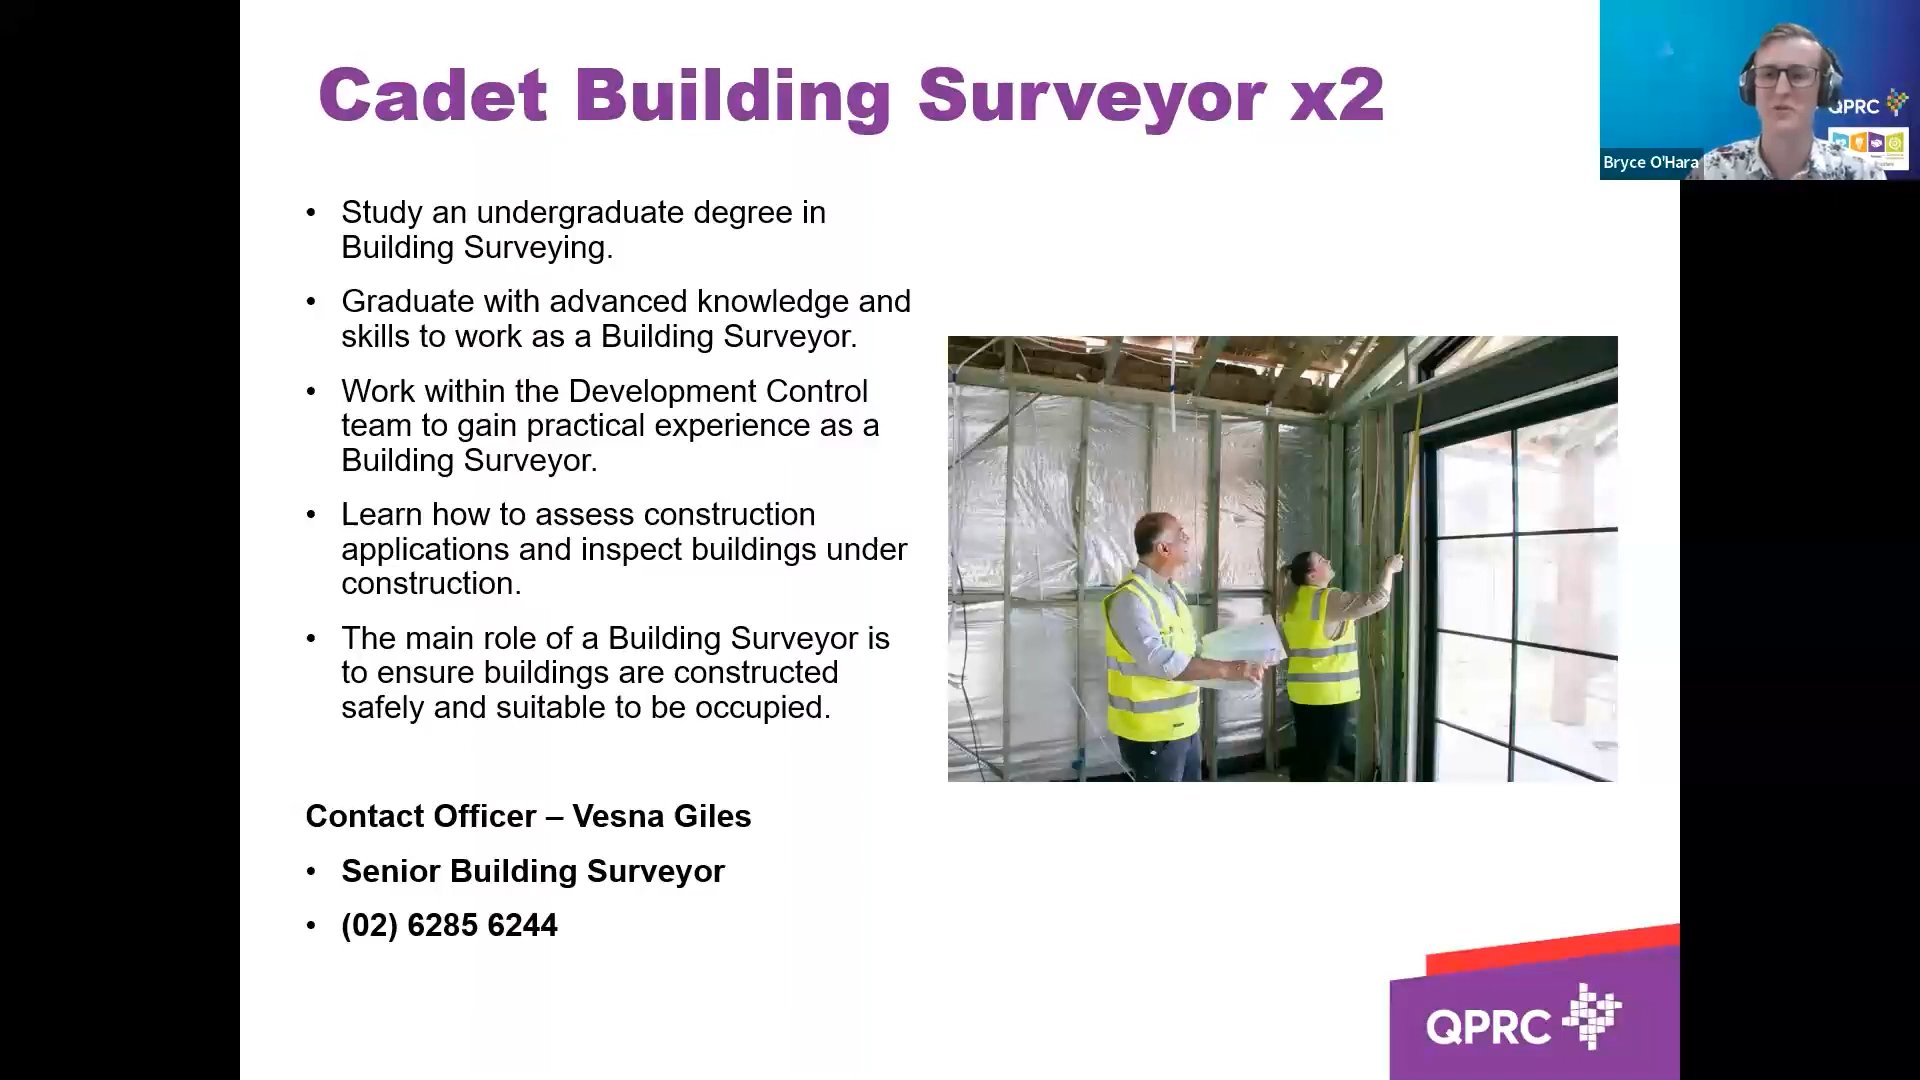 Cadet Building Surveyor x2
QPRC
Bryce O'Hara
• Study an undergraduate degree in
Building Surveying.
• Graduate with advanced knowledge and
skills to work as a Building Surveyor.
• Work within the Development Control
team to gain practical experience as a
Building Surveyor.
• Learn how to assess construction
applications and inspect buildings under
construction.
• The main role of a Building Surveyor is
to ensure buildings are constructed
safely and suitable to be occupied.
Contact Officer – Vesna Giles
• Senior Building Surveyor
• (02) 6285 6244
QPRC